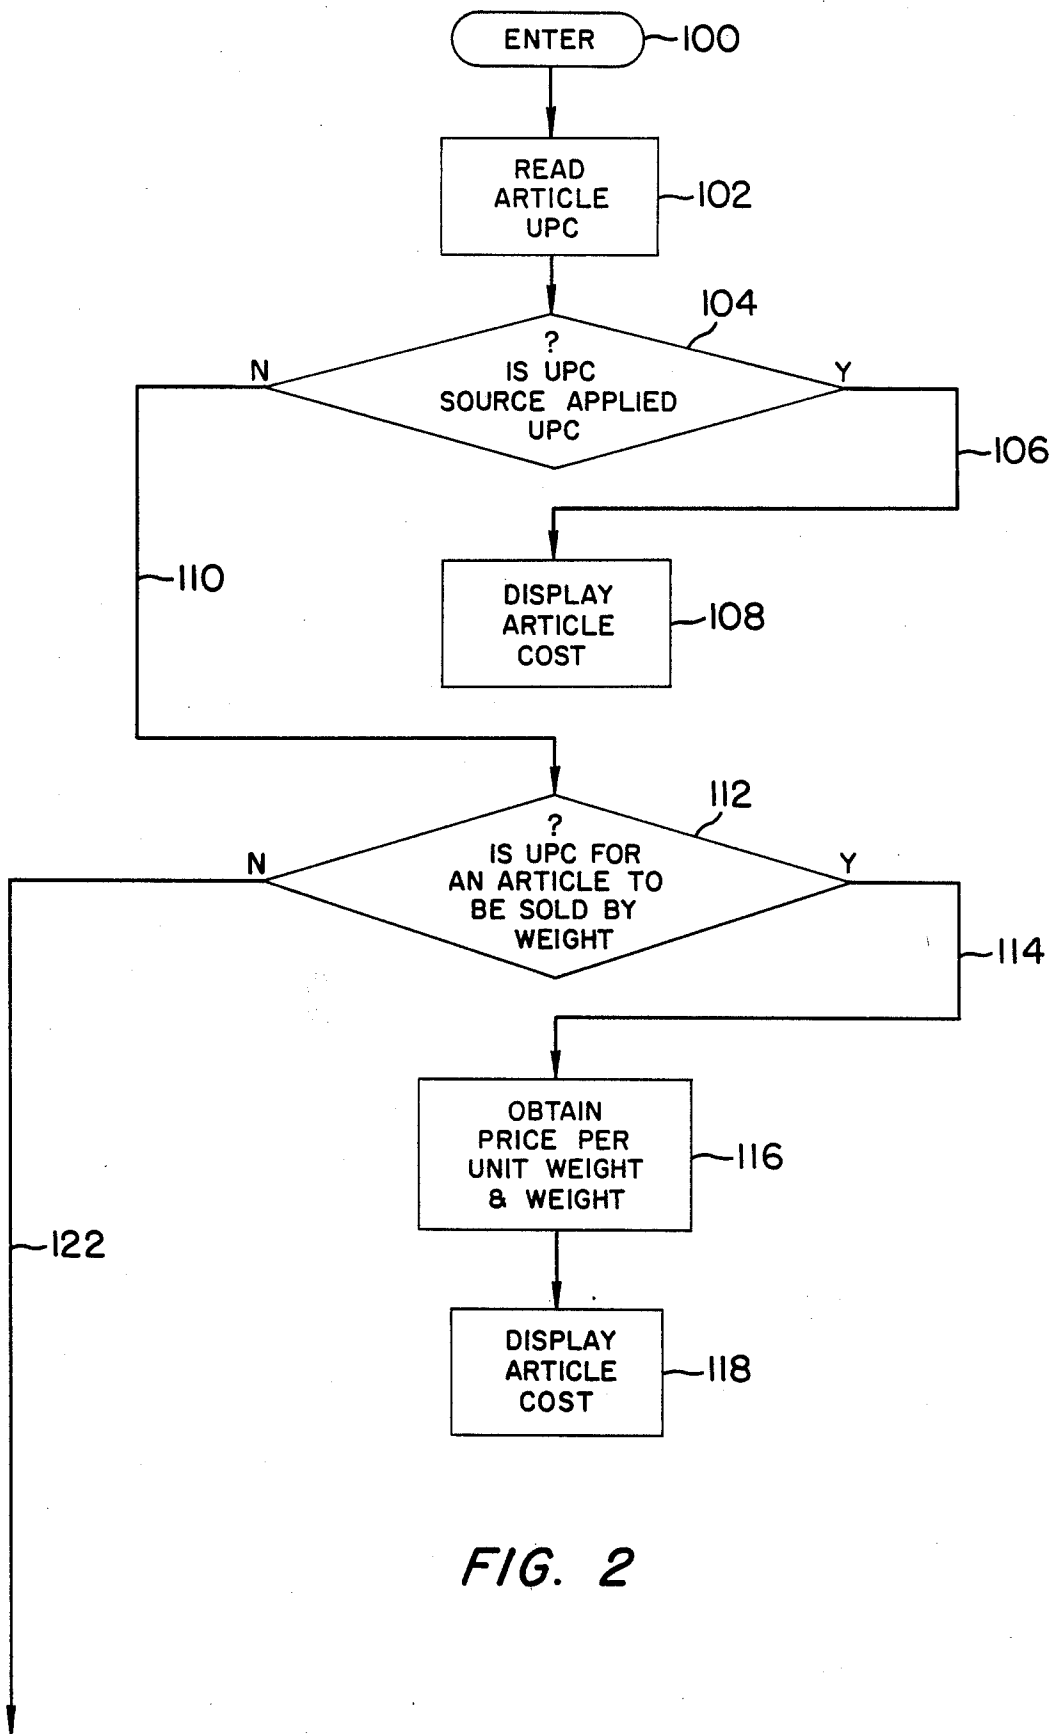 ENTER
100
READ
ARTICLE
UPC
102
104
?
IS UPC
SOURCE APPLIED
UPC
N
Y
106
110
DISPLAY
ARTICLE
COST
108
112
?
IS UPC FOR
AN ARTICLE TO
BE SOLD BY
WEIGHT
N
Y
114
OBTAIN
PRICE PER
UNIT WEIGHT
& WEIGHT
116
122
DISPLAY
ARTICLE
COST
118
FIG. 2